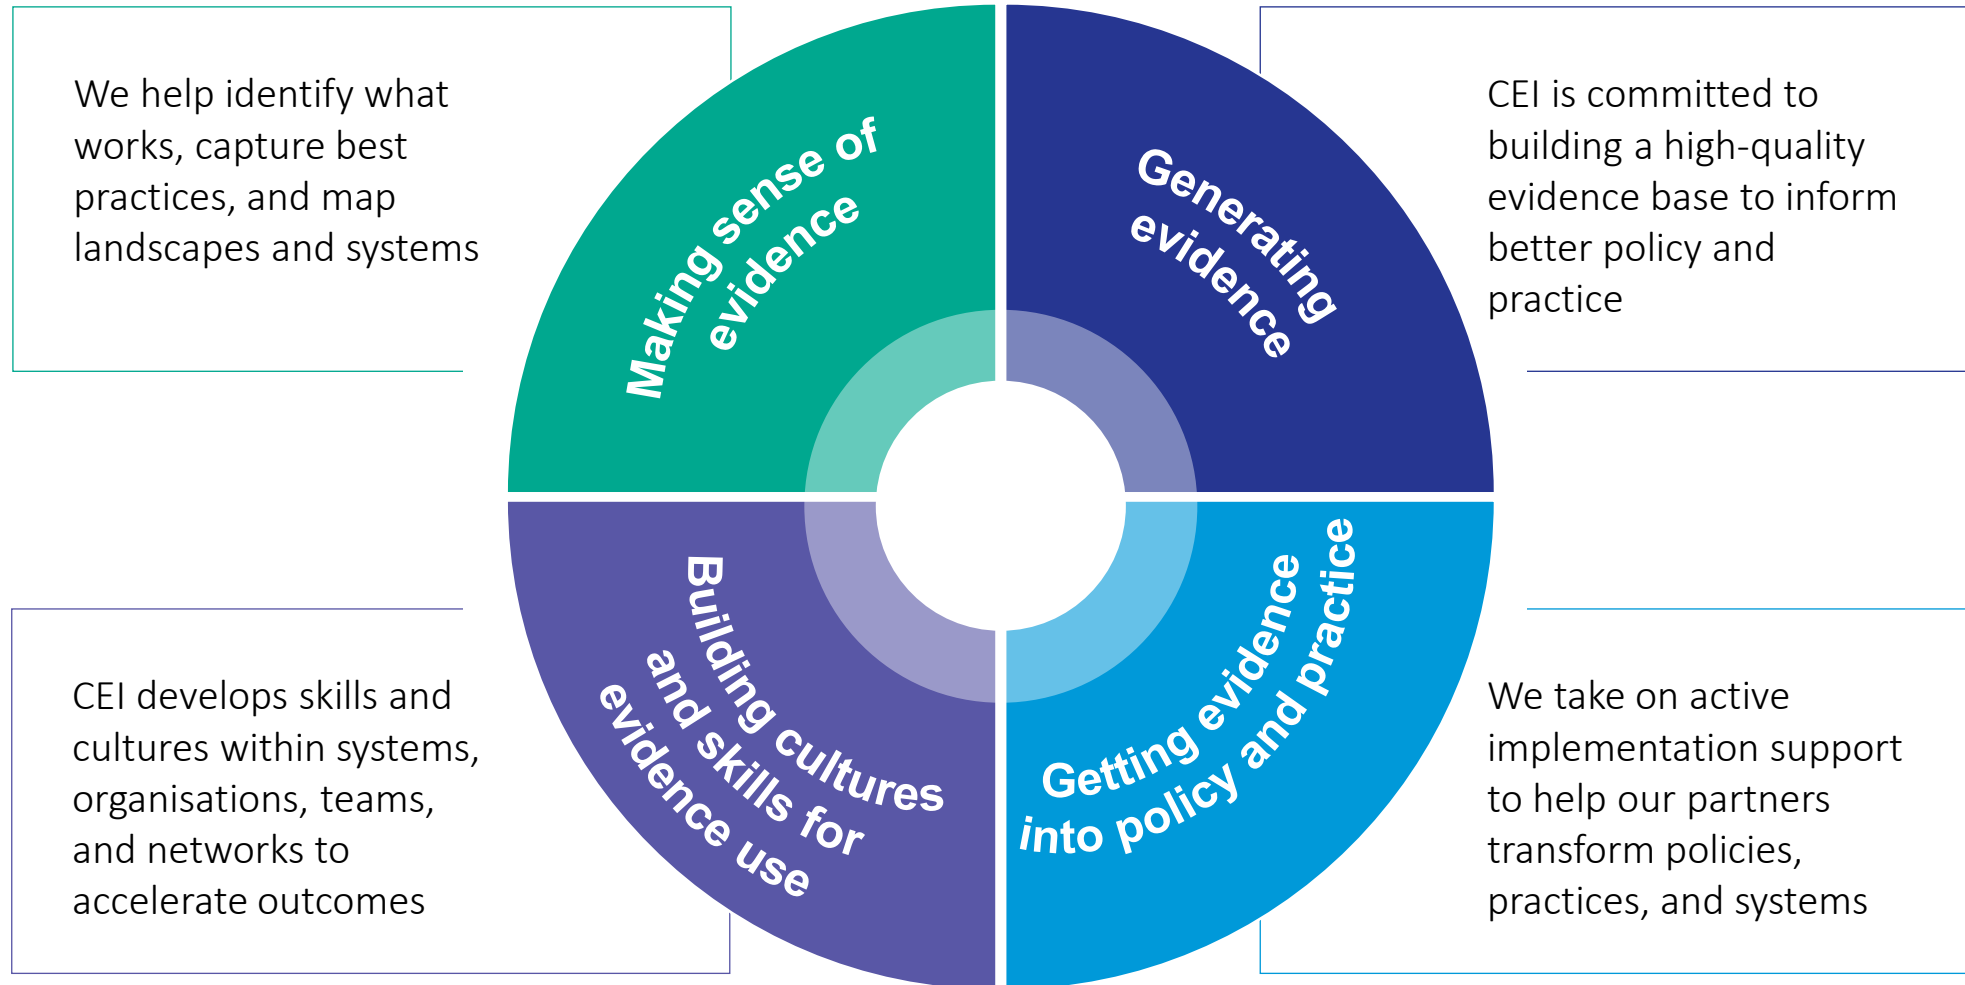 We help identify what
works, capture best
practices, and map
landscapes and systems
Making sense of
evidence
Generating
evidence
CEI is committed to
building a high-quality
evidence base to inform
better policy and
practice
CEI develops skills and
cultures within systems,
organisations, teams,
and networks to
accelerate outcomes
Building cultures
and skills for
evidence use
Getting evidence
into policy and practice
We take on active
implementation support
to help our partners
transform policies,
practices, and systems